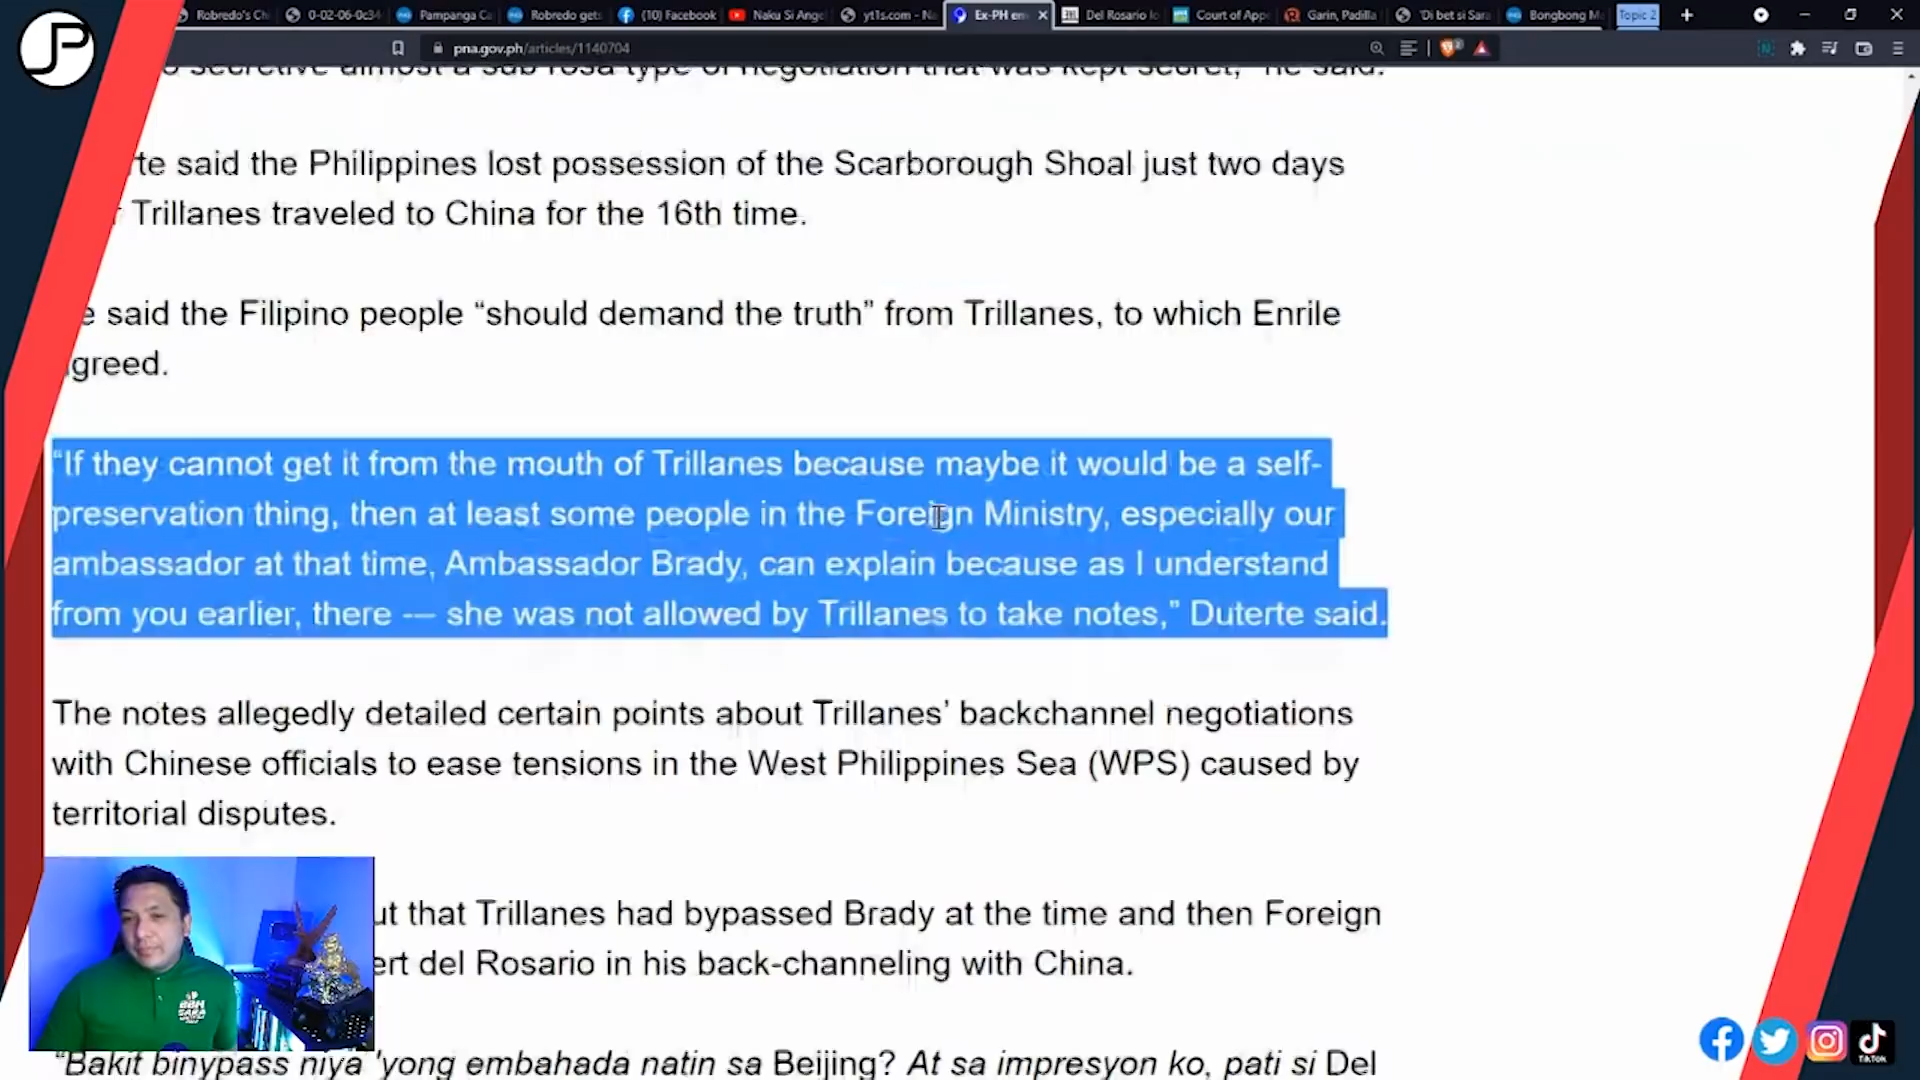 JP
Robredo's Ch
0-02-06-0c34
Pampanga Ca
Robredo gets
(10) Facebook
Naku Si Angel
yt1s.com - Na
Ex-PH en
Del Rosario lo
Court of Appe
Garin, Padilla
'Di bet si Sara
Bongbong Ma
Topic 2
pna.gov.ph/articles/1140704
secretive almost a sub rosa type of negotiation that was kept secret," he said.
rte said the Philippines lost possession of the Scarborough Shoal just two days
r Trillanes traveled to China for the 16th time.
e said the Filipino people “should demand the truth” from Trillanes, to which Enrile
greed.
“If they cannot get it from the mouth of Trillanes because maybe it would be a self-
preservation thing, then at least some people in the Foreign Ministry, especially our
ambassador at that time, Ambassador Brady, can explain because as I understand
from you earlier, there --- she was not allowed by Trillanes to take notes,” Duterte said.
The notes allegedly detailed certain points about Trillanes’ backchannel negotiations
with Chinese officials to ease tensions in the West Philippines Sea (WPS) caused by
territorial disputes.
ut that Trillanes had bypassed Brady at the time and then Foreign
ert del Rosario in his back-channeling with China.
BBM
SARA
“Bakit binypass niya 'yong embahada natin sa Beijing? At sa impresyon ko, pati si Del
TikTok